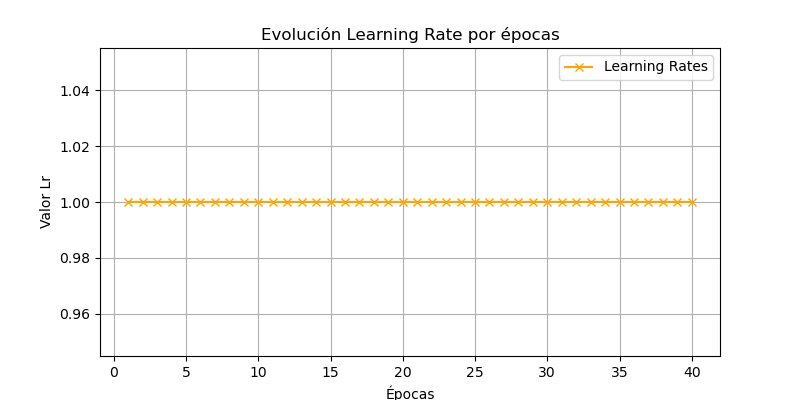 Evolución Learning Rate por épocas
Learning Rates
1.04
1.02
1.00
0.98
0.96
Valor Lr
0 5 10 15 20 25 30 35 40
Épocas